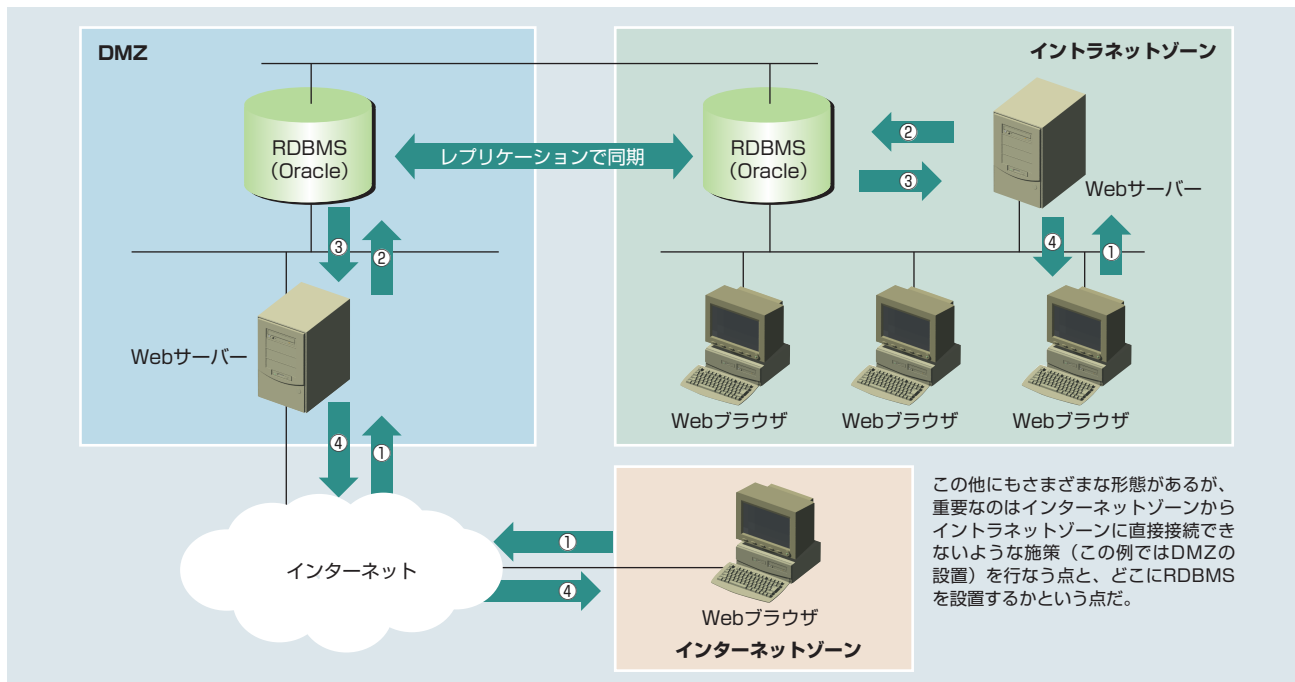 DMZ
RDBMS
(Oracle)
レプリケーションで同期
③
②
Webサーバー
④
①
インターネット
イントラネットゾーン
RDBMS
(Oracle)
②
③
Webサーバー
④
①
Webブラウザ
Webブラウザ
Webブラウザ
①
④
Webブラウザ
インターネットゾーン
この他にもさまざまな形態があるが、
重要なのはインターネットゾーンから
イントラネットゾーンに直接接続でき
ないような施策（この例ではDMZの
設置）を行なう点と、どこにRDBMS
を設置するかという点だ。